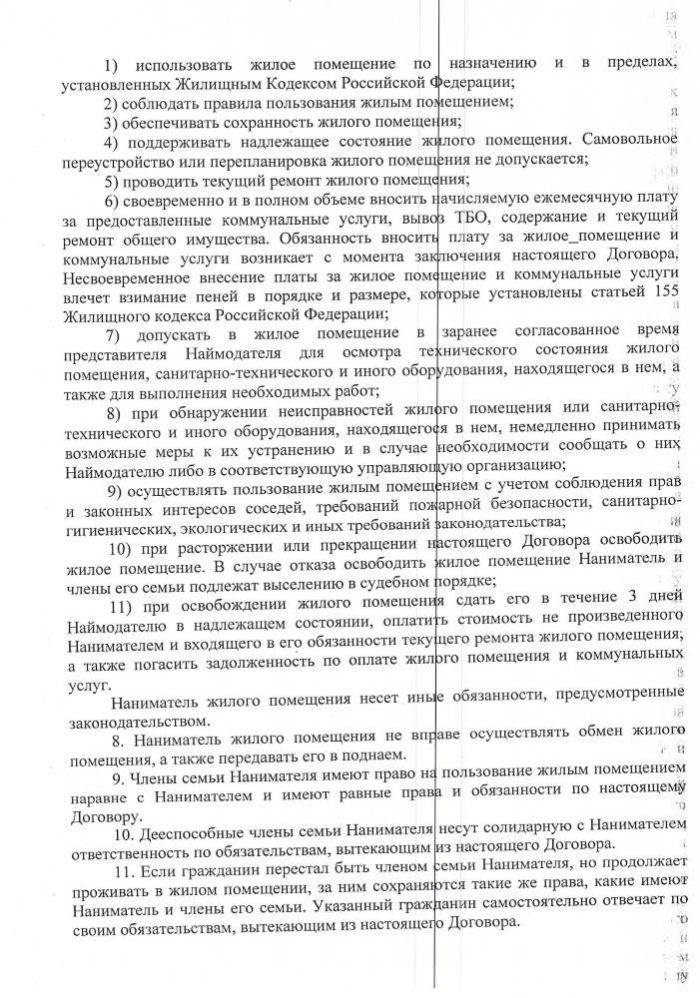 1) использовать жилое помещение по назначению и в пределах,
установленных Жилищным Кодексом Российской Федерации;
2) соблюдать правила пользования жилым помещением;
3) обеспечивать сохранность жилого помещения;
4) поддерживать надлежащее состояние жилого помещения. Самовольное
переустройство или перепланировка жилого помещения не допускается;
5) проводить текущий ремонт жилого помещения;
6) своевременно и в полном объеме вносить начисляемую ежемесячную плату
за предоставленные коммунальные услуги, вывоз ТБО, содержание и текущий
ремонт общего имущества. Обязанность вносить плату за жилое_помещение и
коммунальные услуги возникает с момента заключения настоящего Договора.
Несвоевременное внесение платы за жилое помещение и коммунальные услуги
влечет взимание пеней в порядке и размере, которые установлены статьей 155
Жилищного кодекса Российской Федерации;
7) допускать в жилое помещение в заранее согласованное время
представителя Наймодателя для осмотра технического состояния жилого
помещения, санитарно-технического и иного оборудования, находящегося в нем, а
также для выполнения необходимых работ;
8) при обнаружении неисправностей жилого помещения или санитарно-
технического и иного оборудования, находящегося в нем, немедленно принимать
возможные меры к их устранению и в случае необходимости сообщать о них
Наймодателю либо в соответствующую управляющую организацию;
9) осуществлять пользование жилым помещением с учетом соблюдения прав
и законных интересов соседей, требований пожарной безопасности, санитарно-
гигиенических, экологических и иных требований законодательства;
10) при расторжении или прекращении настоящего Договора освободить
жилое помещение. В случае отказа освободить жилое помещение Наниматель и
члены его семьи подлежат выселению в судебном порядке;
11) при освобождении жилого помещения сдать его в течение 3 дней
Наймодателю в надлежащем состоянии, оплатить стоимость не произведенного
Нанимателем и входящего в его обязанности текущего ремонта жилого помещения,
а также погасить задолженность по оплате жилого помещения и коммунальных
услуг.
Наниматель жилого помещения несет иные обязанности, предусмотренные
законодательством.
8. Наниматель жилого помещения не вправе осуществлять обмен жилого
помещения, а также передавать его в поднаем.
9. Члены семьи Нанимателя имеют право на пользование жилым помещением
наравне с Нанимателем и имеют равные права и обязанности по настоящему
Договору.
10. Дееспособные члены семьи Нанимателя несут солидарную с Нанимателем
ответственность по обязательствам, вытекающим из настоящего Договора.
11. Если гражданин перестал быть членом семьи Нанимателя, но продолжает
проживать в жилом помещении, за ним сохраняются такие же права, какие имеют
Наниматель и члены его семьи. Указанный гражданин самостоятельно отвечает по
своим обязательствам, вытекающим из настоящего Договора.